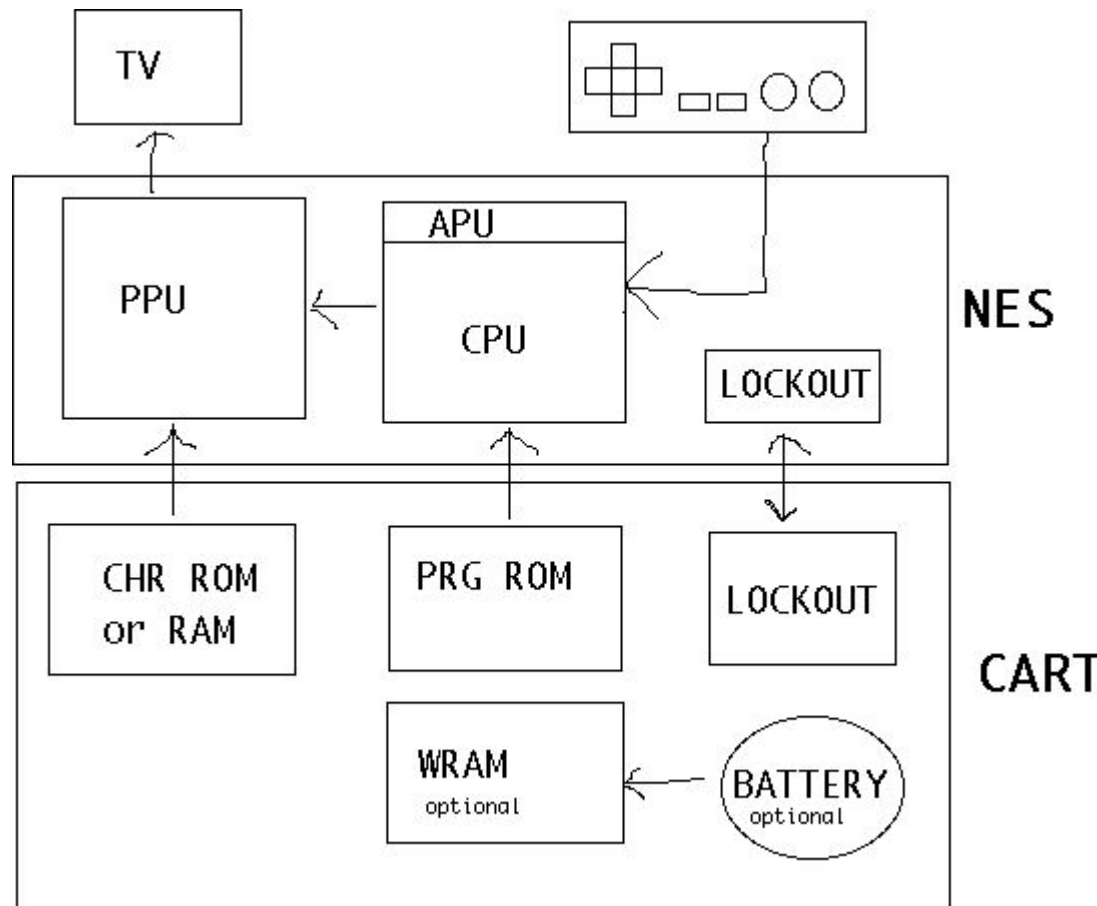 TV
APU
PPU
CPU
NES
LOCKOUT
CHR ROM
or RAM
PRG ROM
LOCKOUT
CART
WRAM
optional
BATTERY
optional